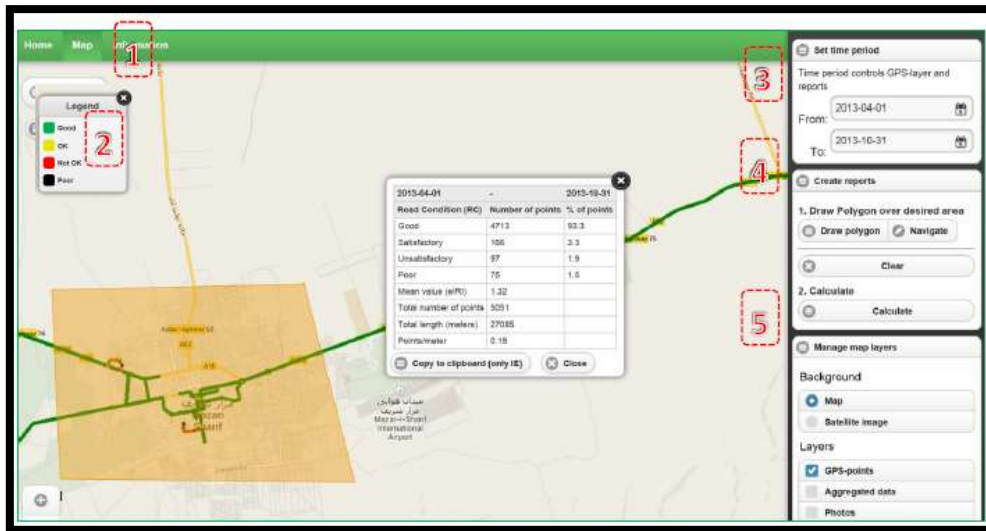 Home Map Information
1
2
3
4
5
Legend
Good
OK
Not OK
Poor
2013-04-01 - 2013-10-31
Road Condition (RC) Number of points % of points
Good 4713 93.3
Satisfactory 166 3.3
Unsatisfactory 97 1.9
Poor 75 1.5
Mean value (eIRI) 1.32
Total number of points 5051
Total length (meters) 27085
Points/meter 0.19
Copy to clipboard (only IE) Close
Mazar-i-Sharif
International
Airport
Mazari
Sharif
A76
Set time period
Time period controls GPS-layer and
reports
From: 2013-04-01
To: 2013-10-31
Create reports
1. Draw Polygon over desired area
Draw polygon Navigate
Clear
2. Calculate
Calculate
Manage map layers
Background
Map
Satellite image
Layers
GPS-points
Aggregated data
Photos